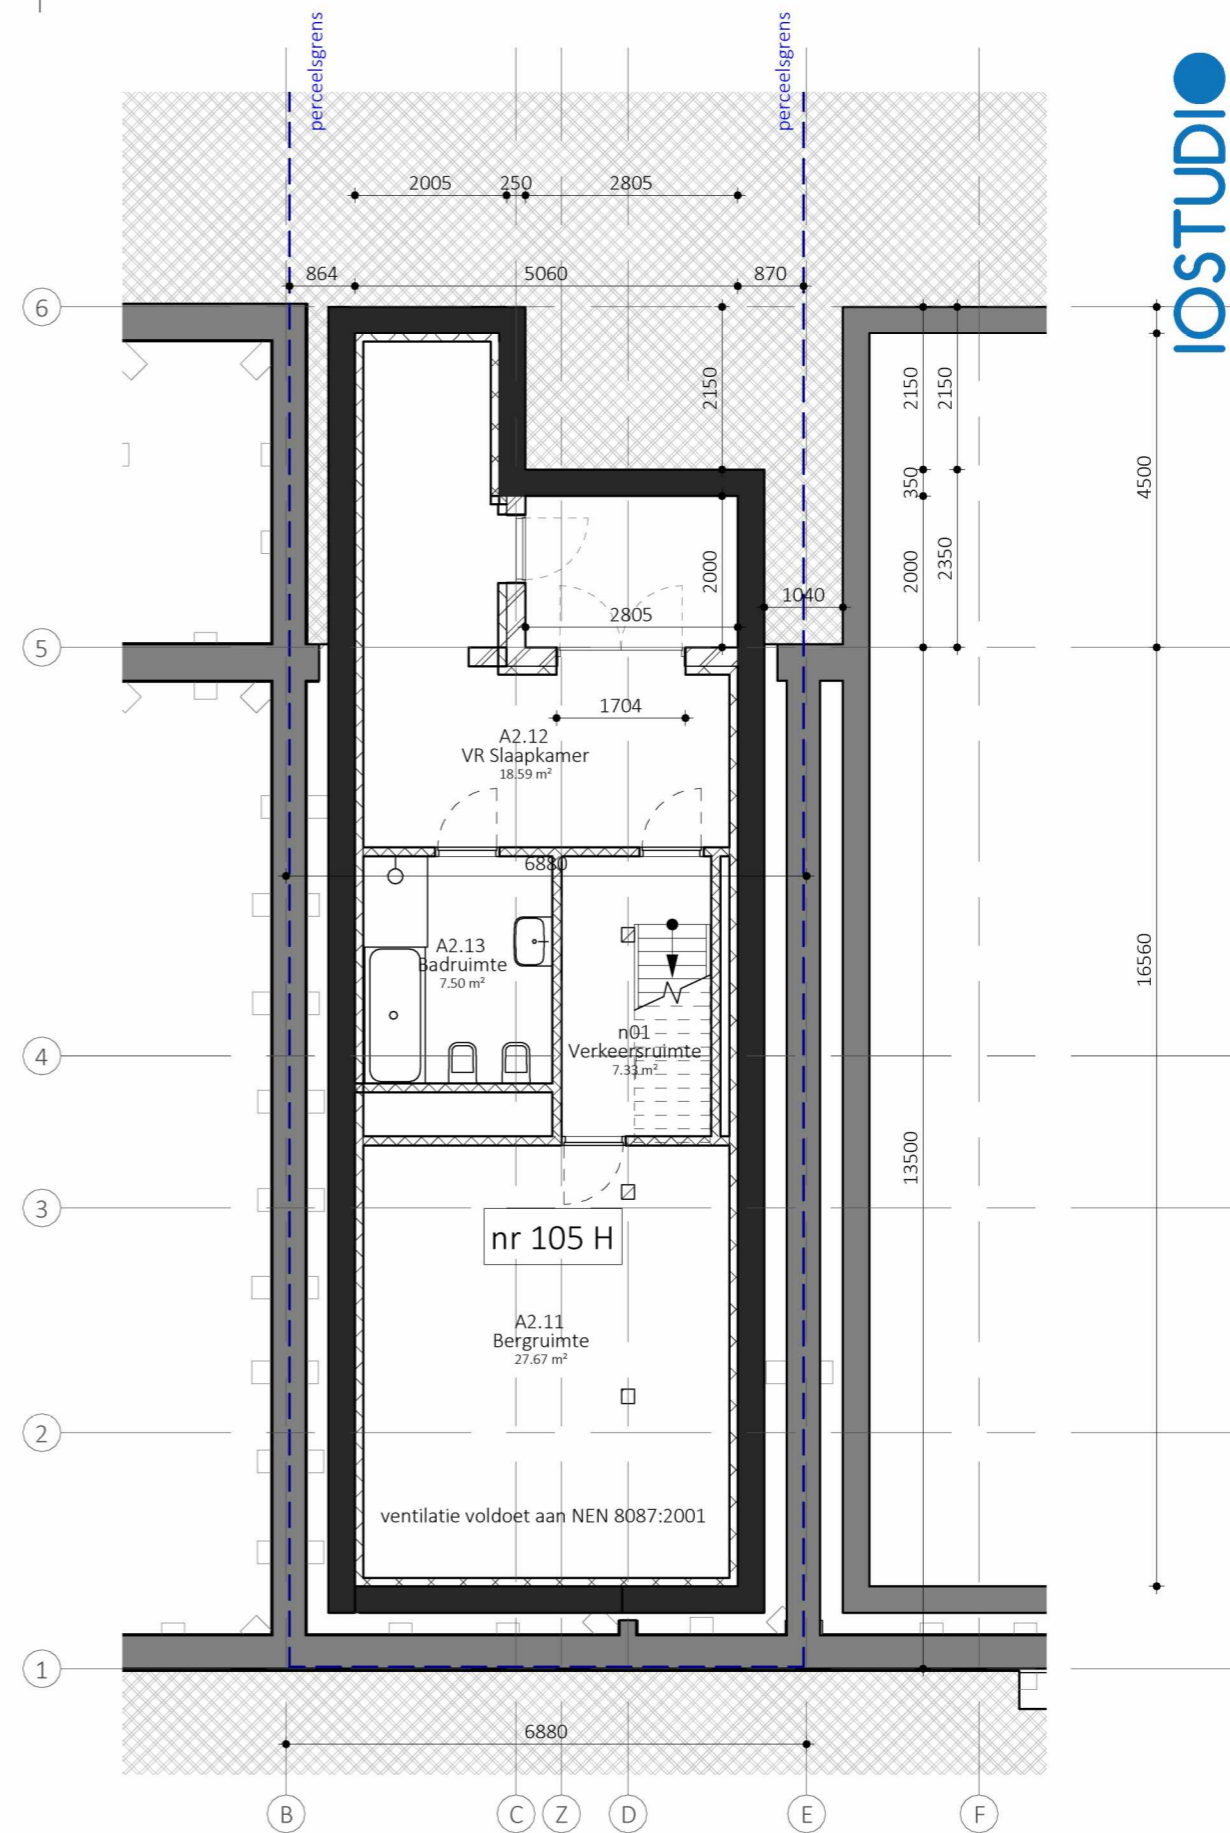 perceelsgrens
perceelsgrens
IOSTUDIO
2005 250 2805
864 5060 870
6
2150
2150
2150
4500
350
2000
2000
2350
1040
2805
5
1704
A2.12
VR Slaapkamer
18.59 m²
6880
A2.13
Badruimte
7.50 m²
16560
n01
Verkeersruimte
7.33 m²
4
13500
3
nr 105 H
A2.11
Bergruimte
27.67 m²
2
ventilatie voldoet aan NEN 8087:2001
1
6880
B C Z D E F